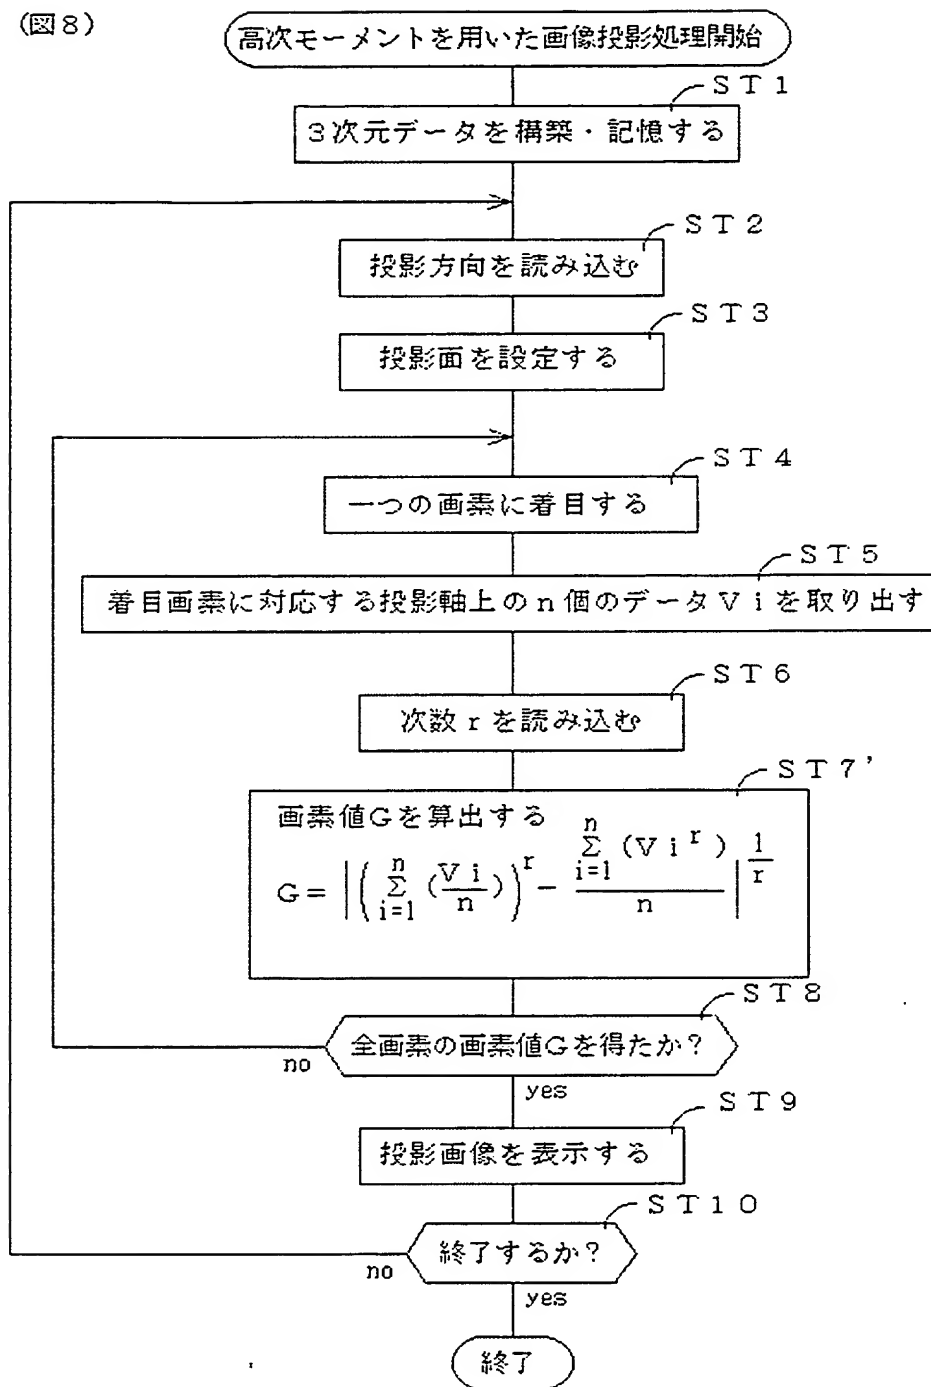 (図8)
高次モーメントを用いた画像投影処理開始
ST1
3次元データを構築・記憶する
ST2
投影方向を読み込む
ST3
投影面を設定する
ST4
一つの画素に着目する
ST5
着目画素に対応する投影軸上のn個のデータViを取り出す
ST6
次数rを読み込む
ST7'
画素値Gを算出する
G=|(Σ_{i=1}^{n}(Vi/n))^r-Σ_{i=1}^{n}(Vi^r)/n|^{1/r}
ST8
全画素の画素値Gを得たか?
no
yes
ST9
投影画像を表示する
ST10
終了するか?
no
yes
終了